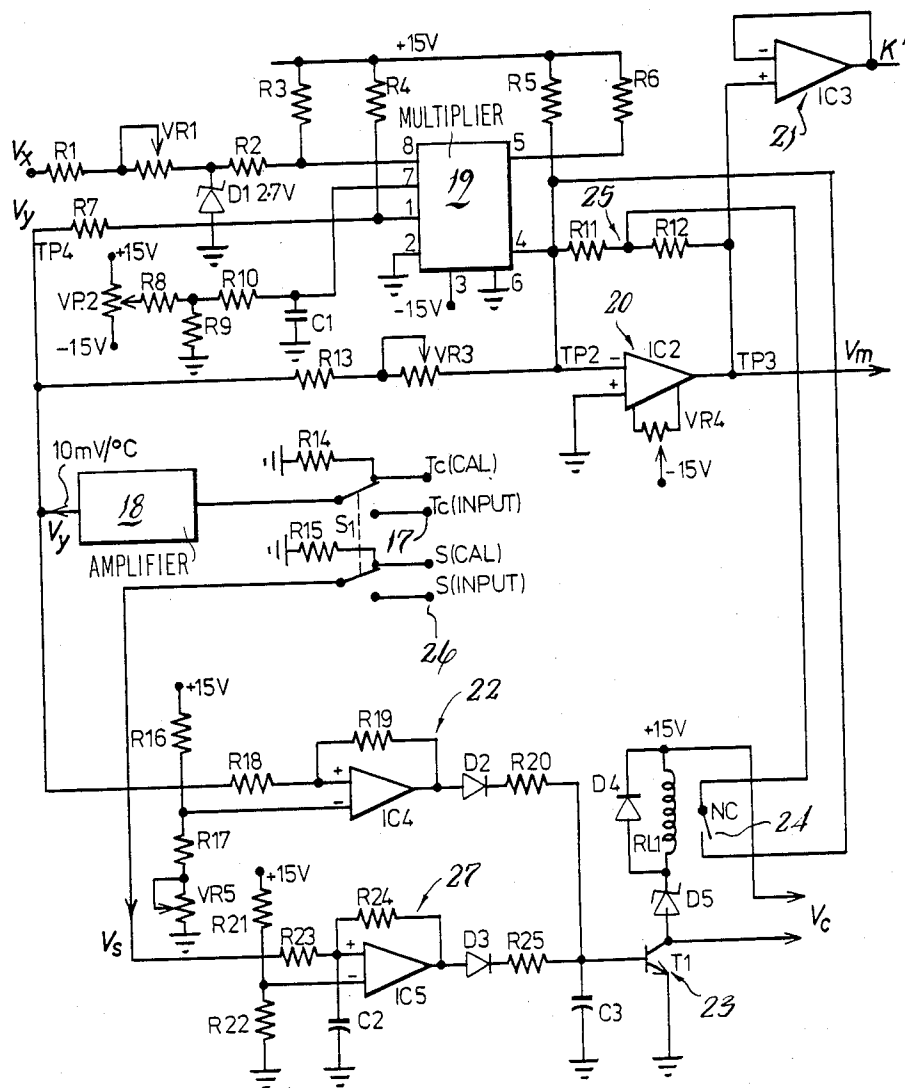 +15V
IC3
K'
21
R3
R4
R5
R6
MULTIPLIER
Vx
R1
VR1
R2
D1 2.7V
8
7
1
2
19
5
4
3
6
-15V
Vy
R7
TP4
+15V
VR2
-15V
R8
R9
R10
C1
25
R11
R12
20
R13
VR3
TP2
IC2
TP3
Vm
VR4
-15V
10mV/°C
18
Vy
AMPLIFIER
R14
Tc(CAL)
S1
Tc(INPUT)
17
R15
S(CAL)
S(INPUT)
26
+15V
R16
R18
R19
22
IC4
D2
R20
R17
VR5
+15V
D4
RL1
NC
24
D5
Vc
+15V
R21
Vs
R23
R24
27
IC5
D3
R25
R22
C2
C3
T1
23
+
-
+
-
+
-
+
-